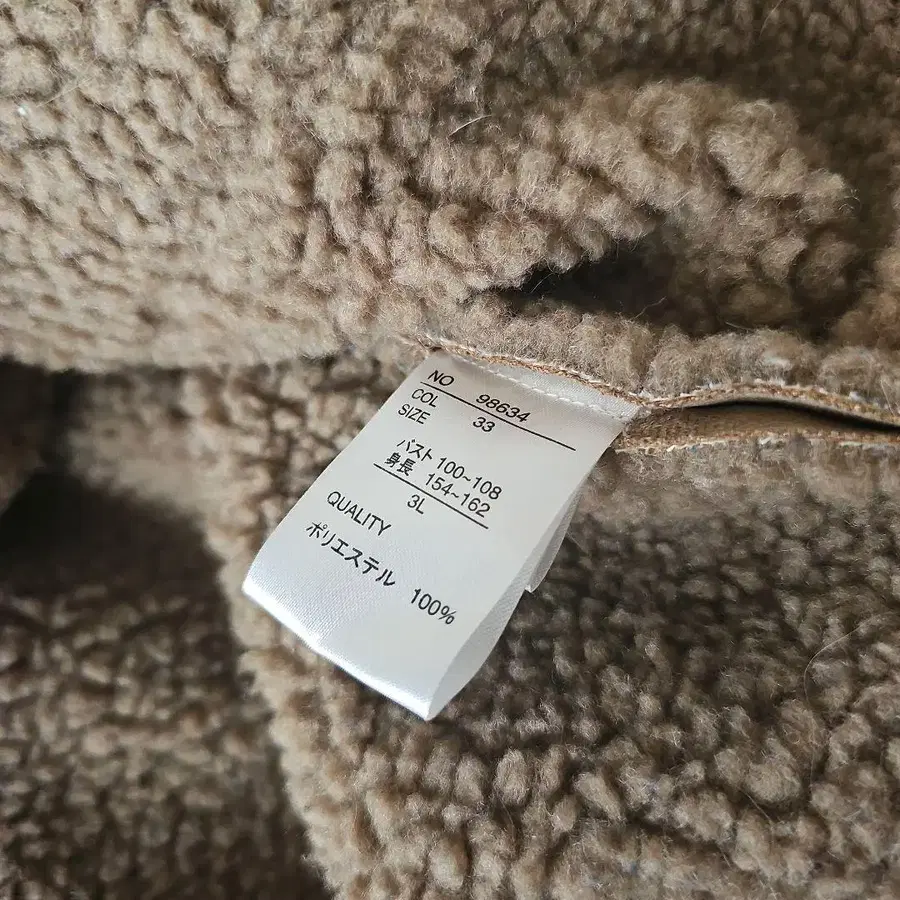 NO 98634
COL 33
SIZE
バスト 100~108
身長 154~162
3L
QUALITY
ポリエステル 100%